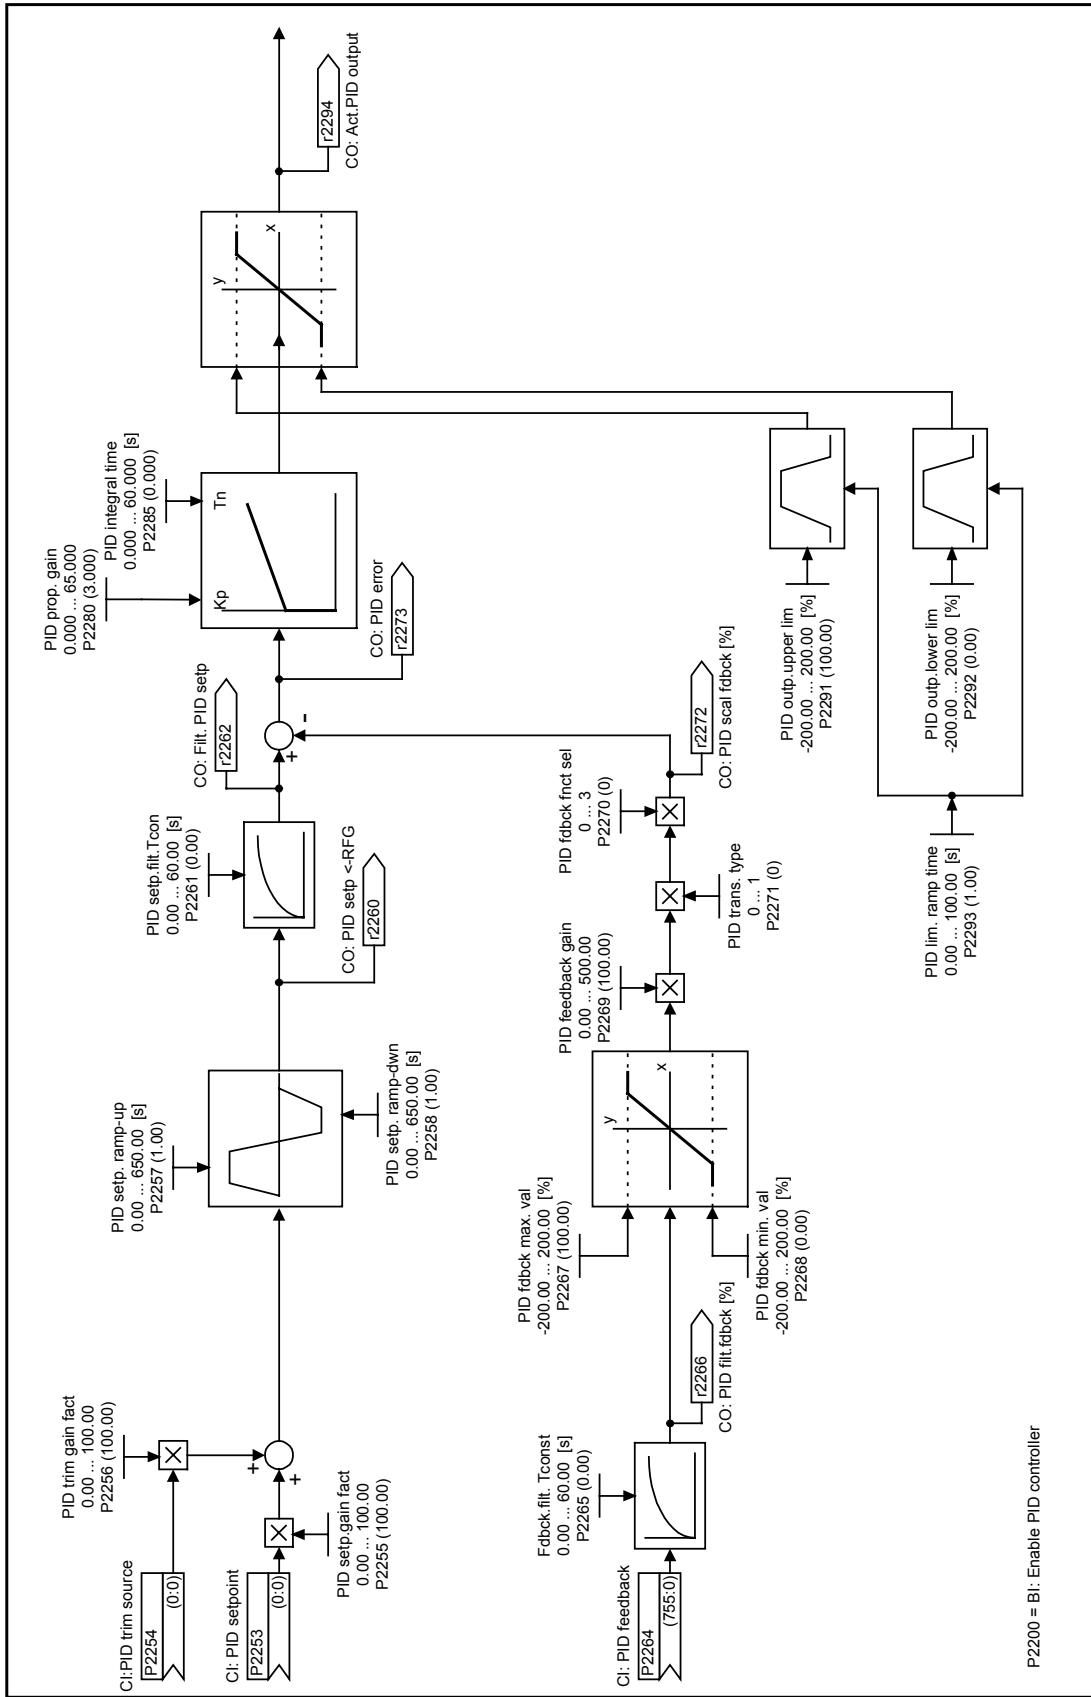 CI:PID trim source
P2254
(0:0)
PID trim gain fact
0.00 ... 100.00
P2256 (100.00)
CI: PID setpoint
P2253
(0:0)
PID setp.gain fact
0.00 ... 100.00
P2255 (100.00)
+
+
PID setp. ramp-up
0.00 ... 650.00 [s]
P2257 (1.00)
PID setp. ramp-dwn
0.00 ... 650.00 [s]
P2258 (1.00)
CO: PID setp <-RFG
r2260
PID setp.filt.Tcon
0.00 ... 60.00 [s]
P2261 (0.00)
CO: Filt. PID setp
r2262
+
-
CO: PID error
r2273
PID prop. gain
0.000 ... 65.000
P2280 (3.000)
PID integral time
0.000 ... 60.000 [s]
P2285 (0.000)
Kp
Tn
y
x
r2294
CO: Act.PID output
CI: PID feedback
P2264
(755:0)
Fdbck.filt. Tconst
0.00 ... 60.00 [s]
P2265 (0.00)
r2266
CO: PID filt.fdbck [%]
PID fdbck max. val
-200.00 ... 200.00 [%]
P2267 (100.00)
PID fdbck min. val
-200.00 ... 200.00 [%]
P2268 (0.00)
y
x
PID feedback gain
0.00 ... 500.00
P2269 (100.00)
PID trans. type
0 ... 1
P2271 (0)
PID fdbck fnct sel
0 ... 3
P2270 (0)
r2272
CO: PID scal fdbck [%]
PID outp.upper lim
-200.00 ... 200.00 [%]
P2291 (100.00)
PID outp.lower lim
-200.00 ... 200.00 [%]
P2292 (0.00)
PID lim. ramp time
0.00 ... 100.00 [s]
P2293 (1.00)
P2200 = BI: Enable PID controller